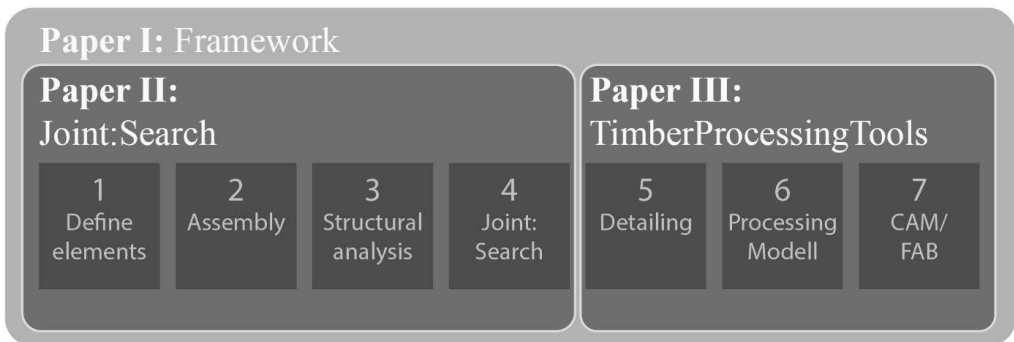 Paper I: Framework
Paper II:
Joint:Search
1
Define
elements
2
Assembly
3
Structural
analysis
4
Joint:
Search
Paper III:
TimberProcessingTools
5
Detailing
6
Processing
Modell
7
CAM/
FAB